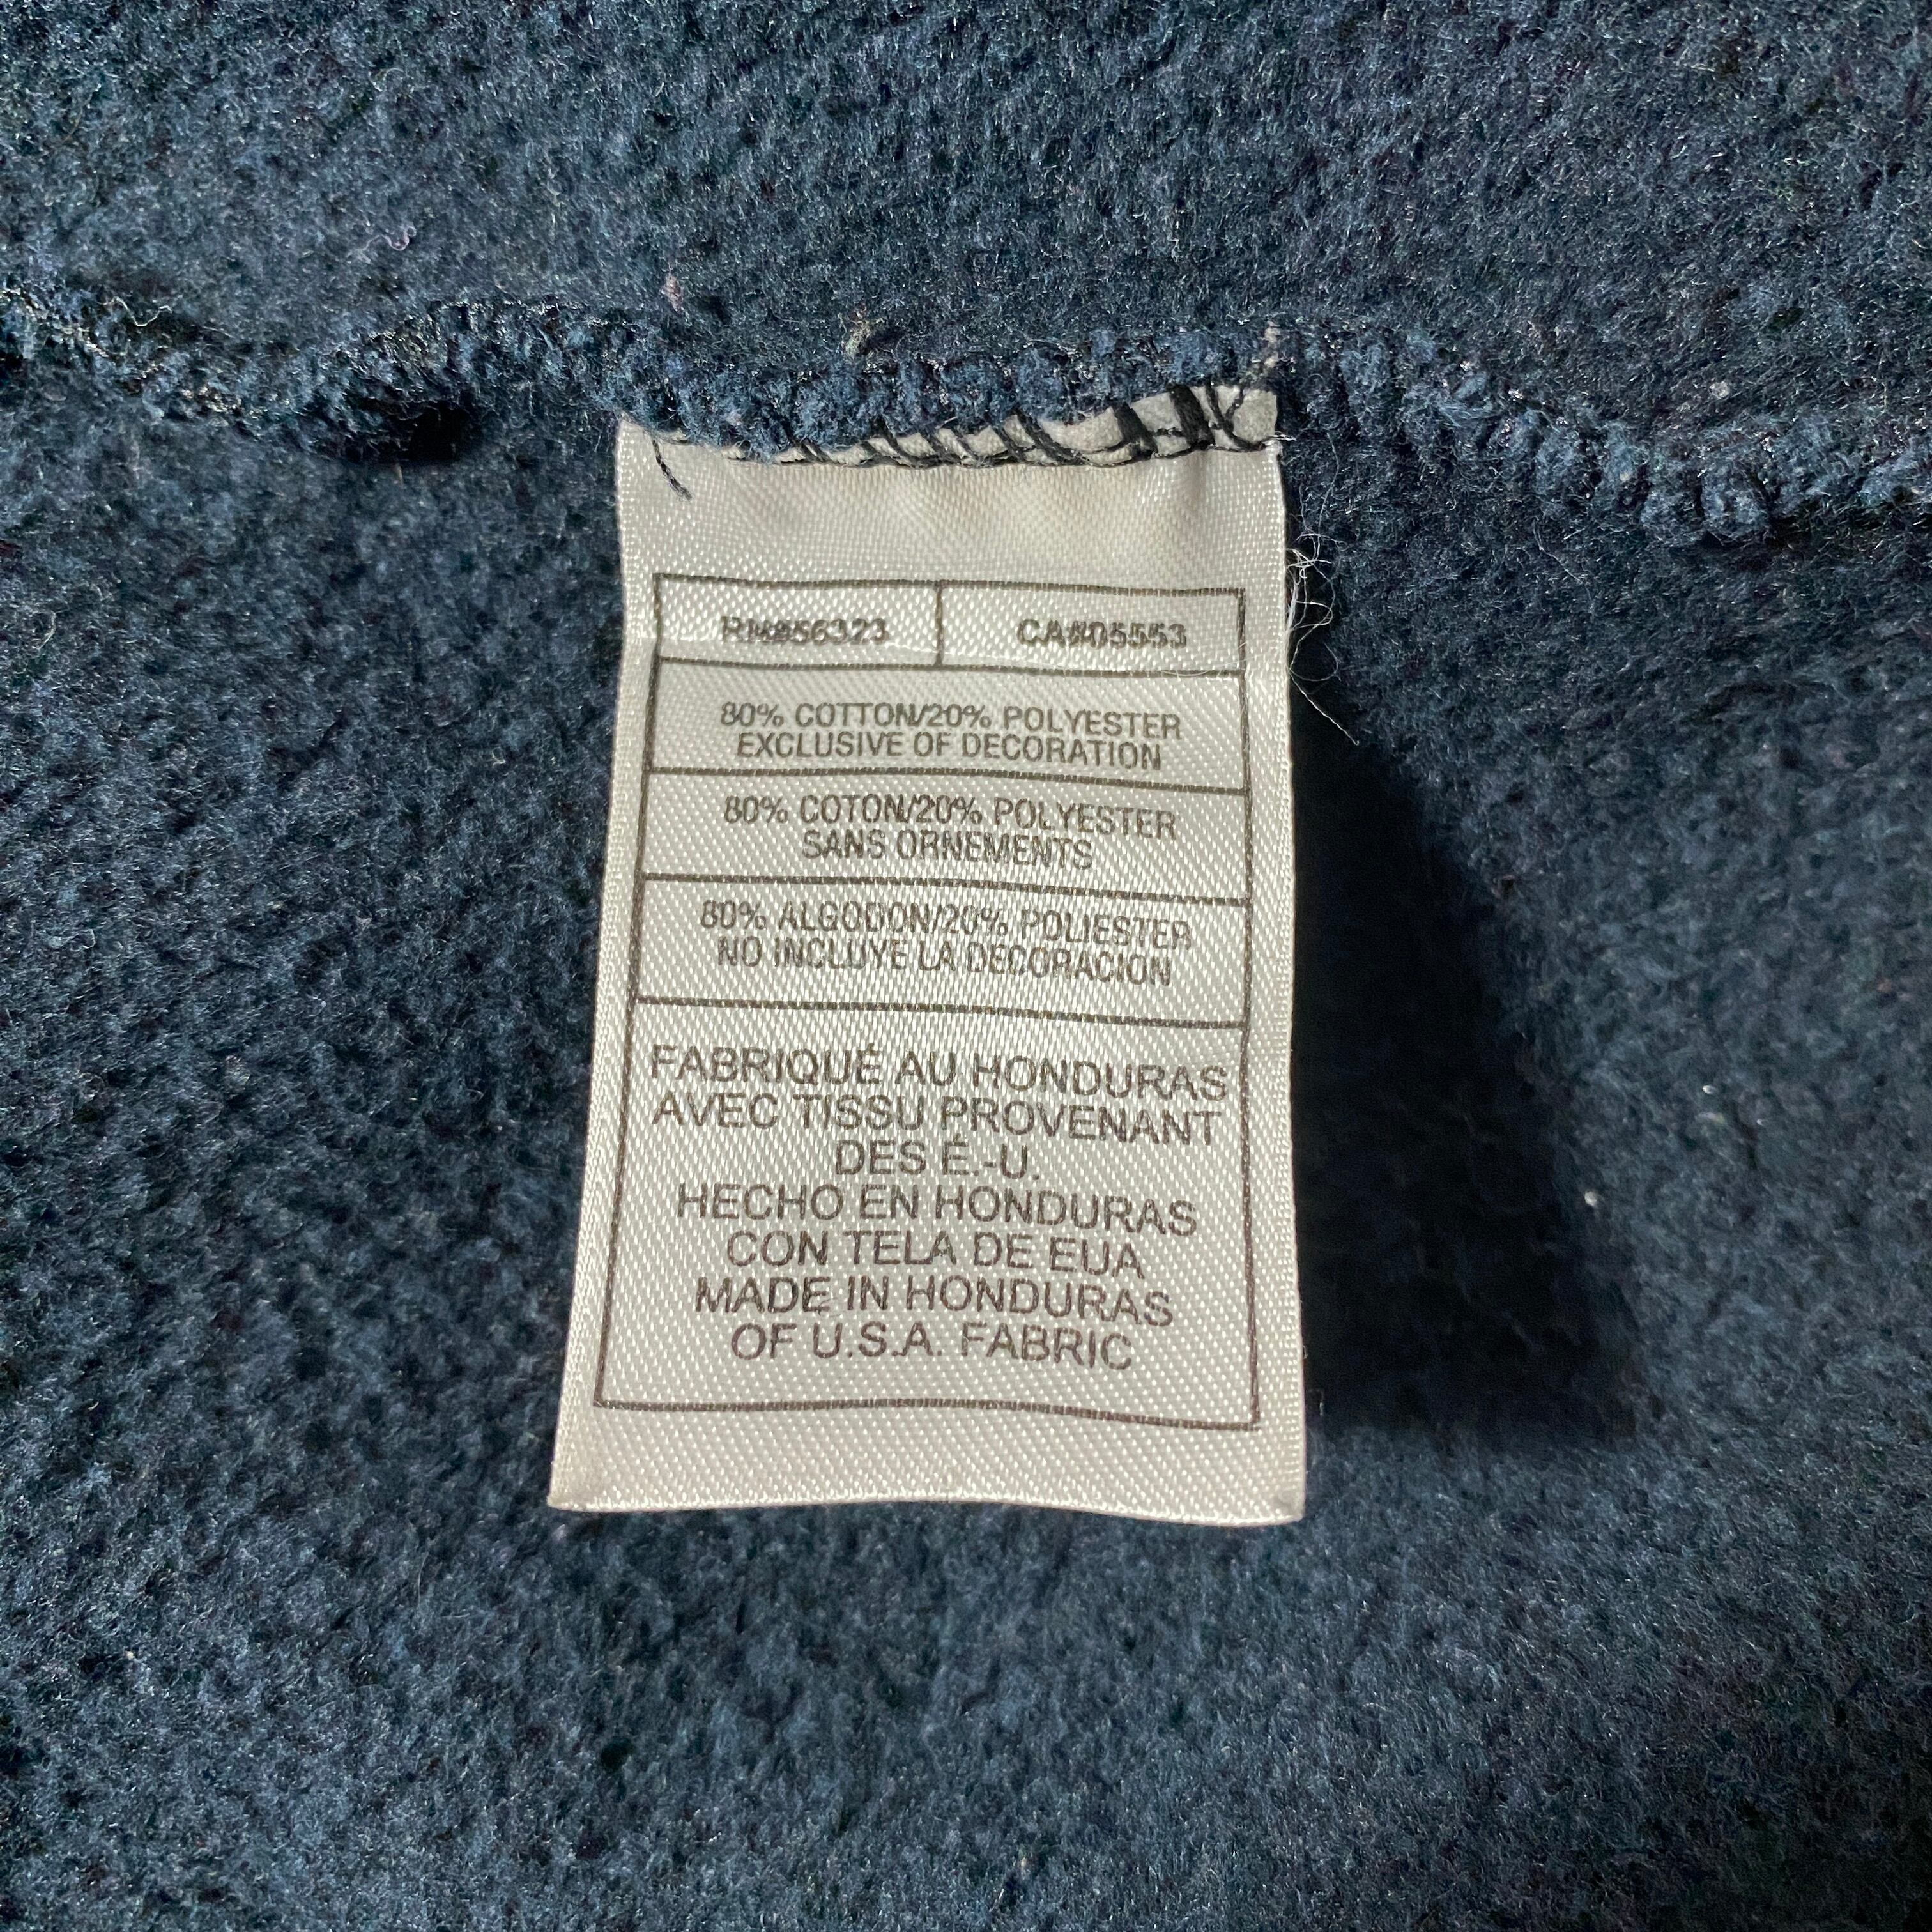 RN#56323 CA#05553
80% COTTON/20% POLYESTER
EXCLUSIVE OF DECORATION
80% COTON/20% POLYESTER
SANS ORNEMENTS
80% ALGODON/20% POLIESTER
NO INCLUYE LA DECORACION
FABRIQUÉ AU HONDURAS
AVEC TISSU PROVENANT
DES É.-U.
HECHO EN HONDURAS
CON TELA DE EUA
MADE IN HONDURAS
OF U.S.A. FABRIC